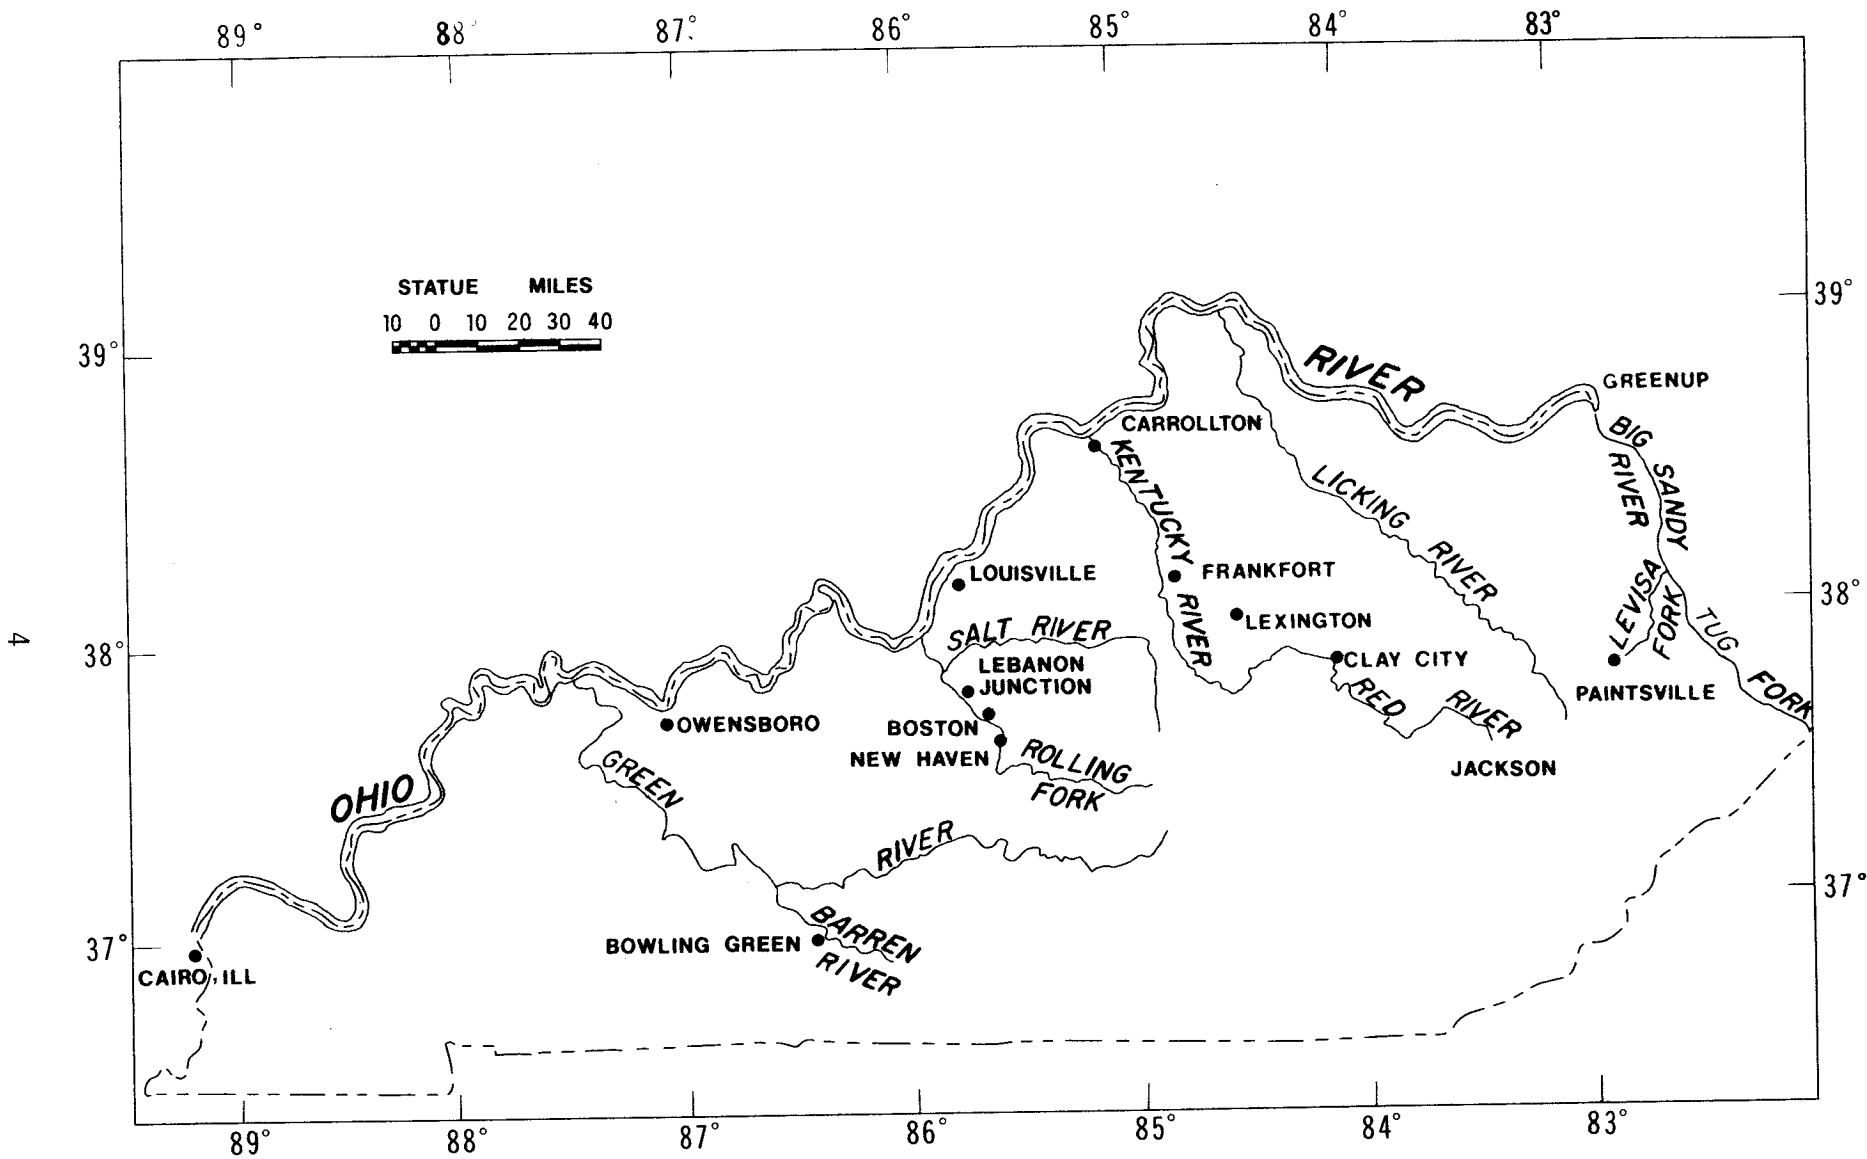 89° 88° 87° 86° 85° 84° 83°
STATUE MILES
10 0 10 20 30 40
39°
39°
RIVER
GREENUP
CARROLLTON
BIG SANDY
RIVER
KENTUCKY
RIVER
LICKING RIVER
LOUISVILLE
FRANKFORT
38°
LEVISA
FORK
LEXINGTON
SALT RIVER
TUG FORK
4
38°
LEBANON
JUNCTION
CLAY CITY
PAINTSVILLE
RED RIVER
OWENSBORO
BOSTON
NEW HAVEN
ROLLING
FORK
JACKSON
GREEN
RIVER
OHIO
37°
BARREN
RIVER
BOWLING GREEN
37°
CAIRO, ILL
89° 88° 87° 86° 85° 84° 83°